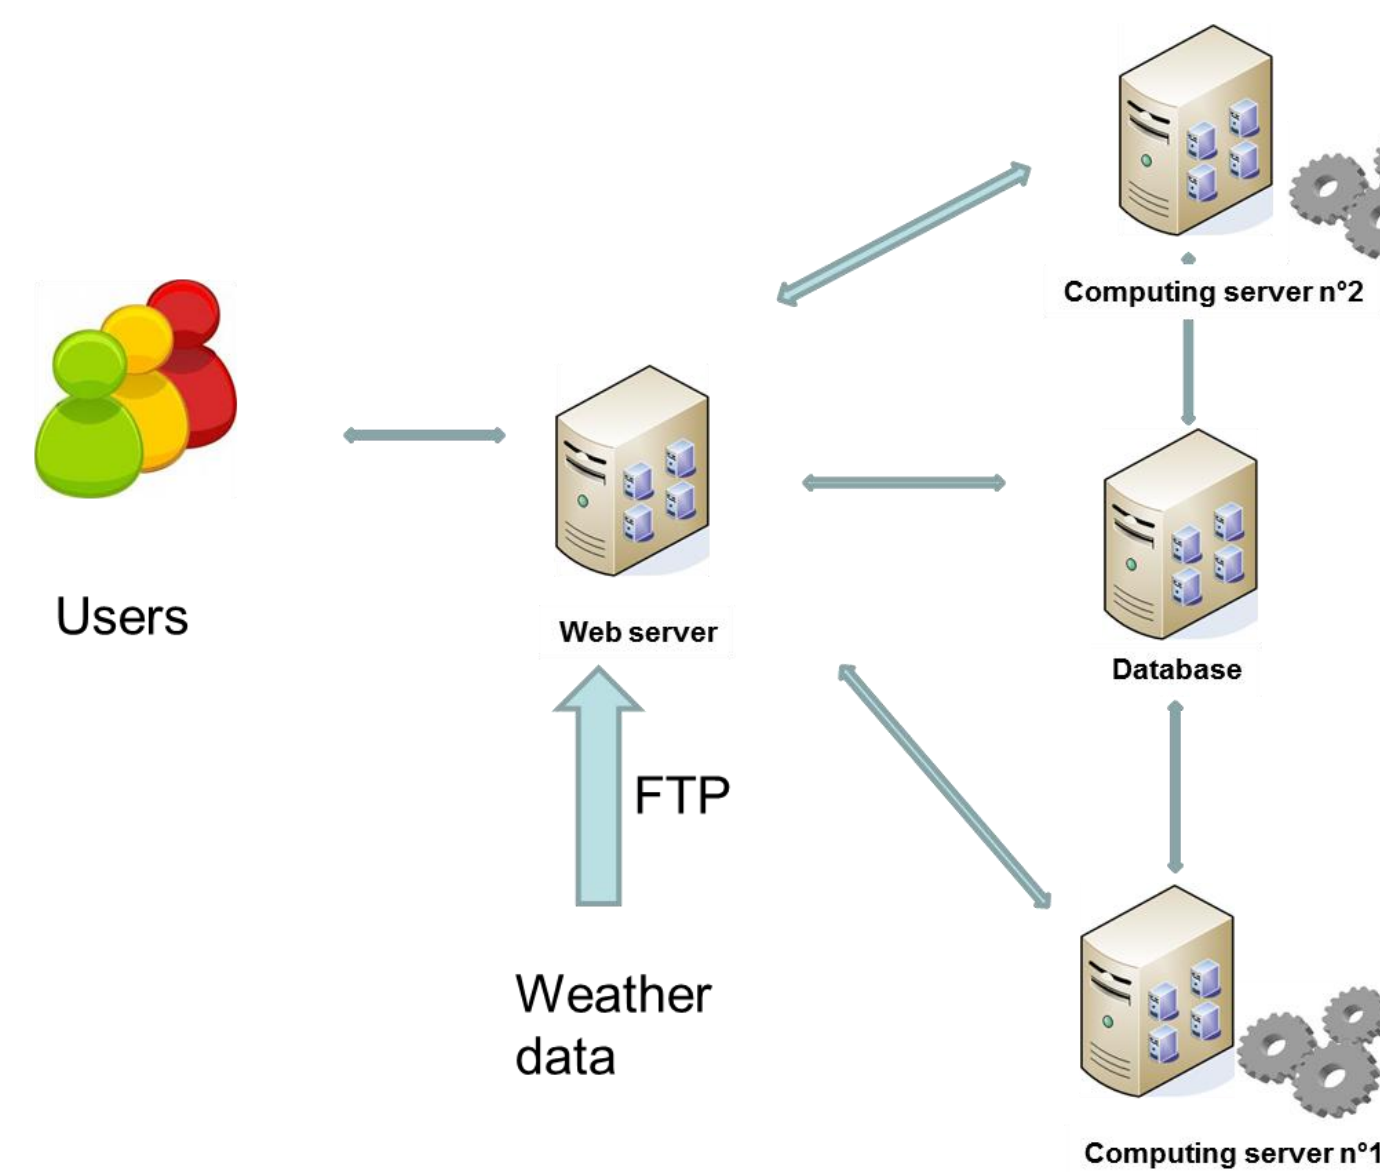 Computing server n°2
Users
Web server
Database
FTP
Weather
data
Computing server n°1